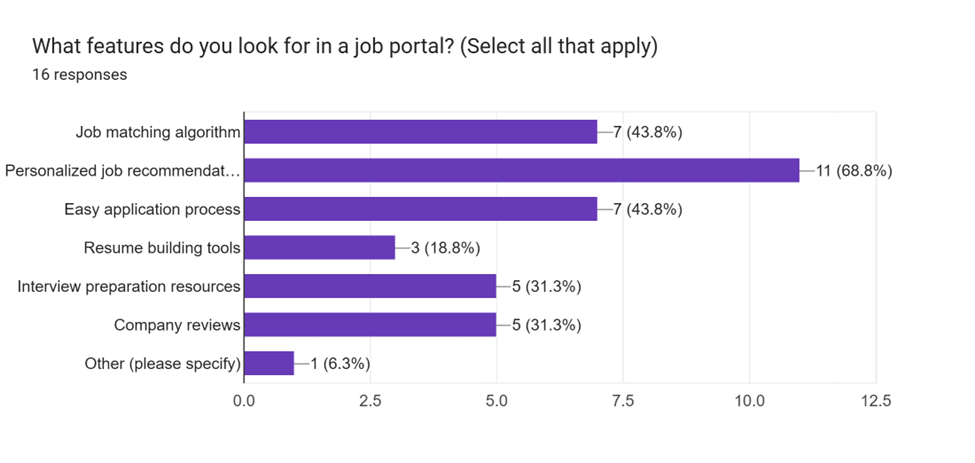 What features do you look for in a job portal? (Select all that apply)
16 responses
Job matching algorithm 7 (43.8%)
Personalized job recommendat… 11 (68.8%)
Easy application process 7 (43.8%)
Resume building tools 3 (18.8%)
Interview preparation resources 5 (31.3%)
Company reviews 5 (31.3%)
Other (please specify) 1 (6.3%)
0.0 2.5 5.0 7.5 10.0 12.5